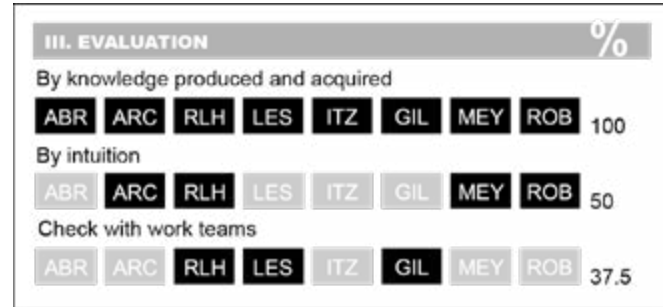 III. EVALUATION %
By knowledge produced and acquired
ABR ARC RLH LES ITZ GIL MEY ROB 100
By intuition
ABR ARC RLH LES ITZ GIL MEY ROB 50
Check with work teams
ABR ARC RLH LES ITZ GIL MEY ROB 37.5